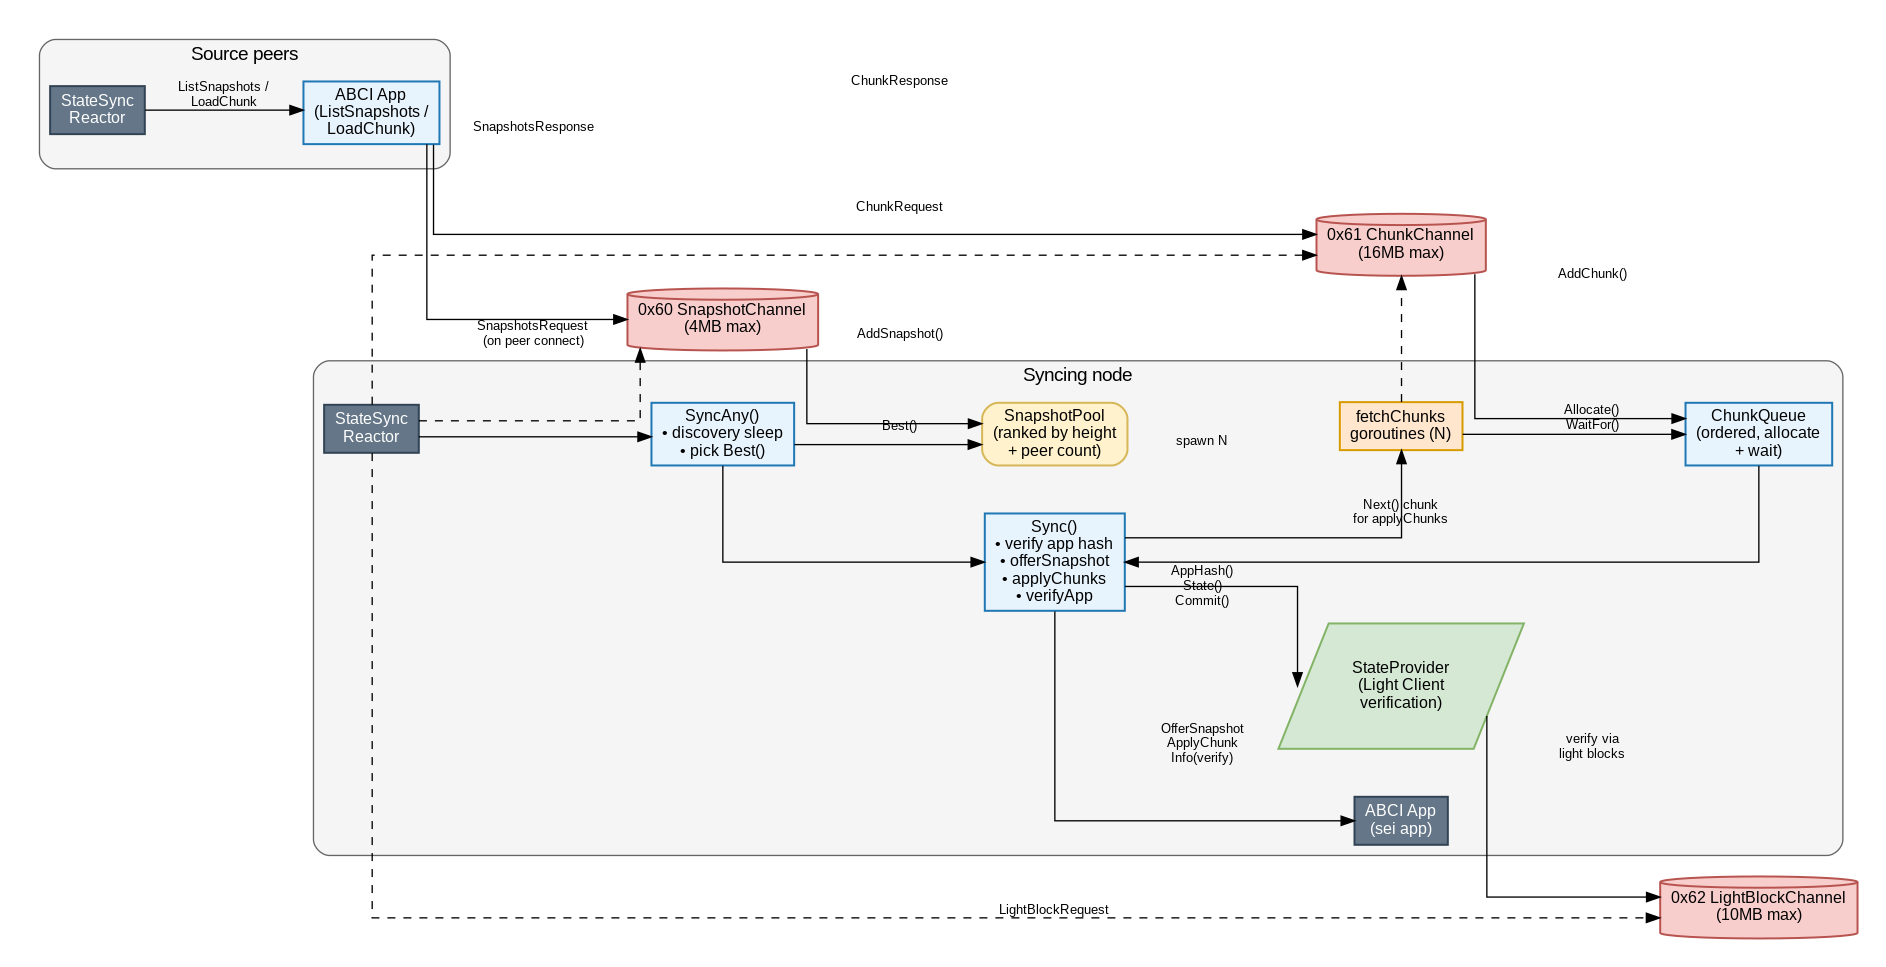 Source peers
StateSync
Reactor
ListSnapshots /
LoadChunk
ABCI App
(ListSnapshots /
LoadChunk)
ChunkResponse
SnapshotsResponse
ChunkRequest
0x61 ChunkChannel
(16MB max)
AddChunk()
0x60 SnapshotChannel
(4MB max)
SnapshotsRequest
(on peer connect)
AddSnapshot()
Syncing node
StateSync
Reactor
SyncAny()
• discovery sleep
• pick Best()
Best()
SnapshotPool
(ranked by height
+ peer count)
spawn N
fetchChunks
goroutines (N)
Allocate()
WaitFor()
ChunkQueue
(ordered, allocate
+ wait)
Next() chunk
for applyChunks
Sync()
• verify app hash
• offerSnapshot
• applyChunks
• verifyApp
AppHash()
State()
Commit()
StateProvider
(Light Client
verification)
OfferSnapshot
ApplyChunk
Info(verify)
verify via
light blocks
ABCI App
(sei app)
0x62 LightBlockChannel
(10MB max)
LightBlockRequest